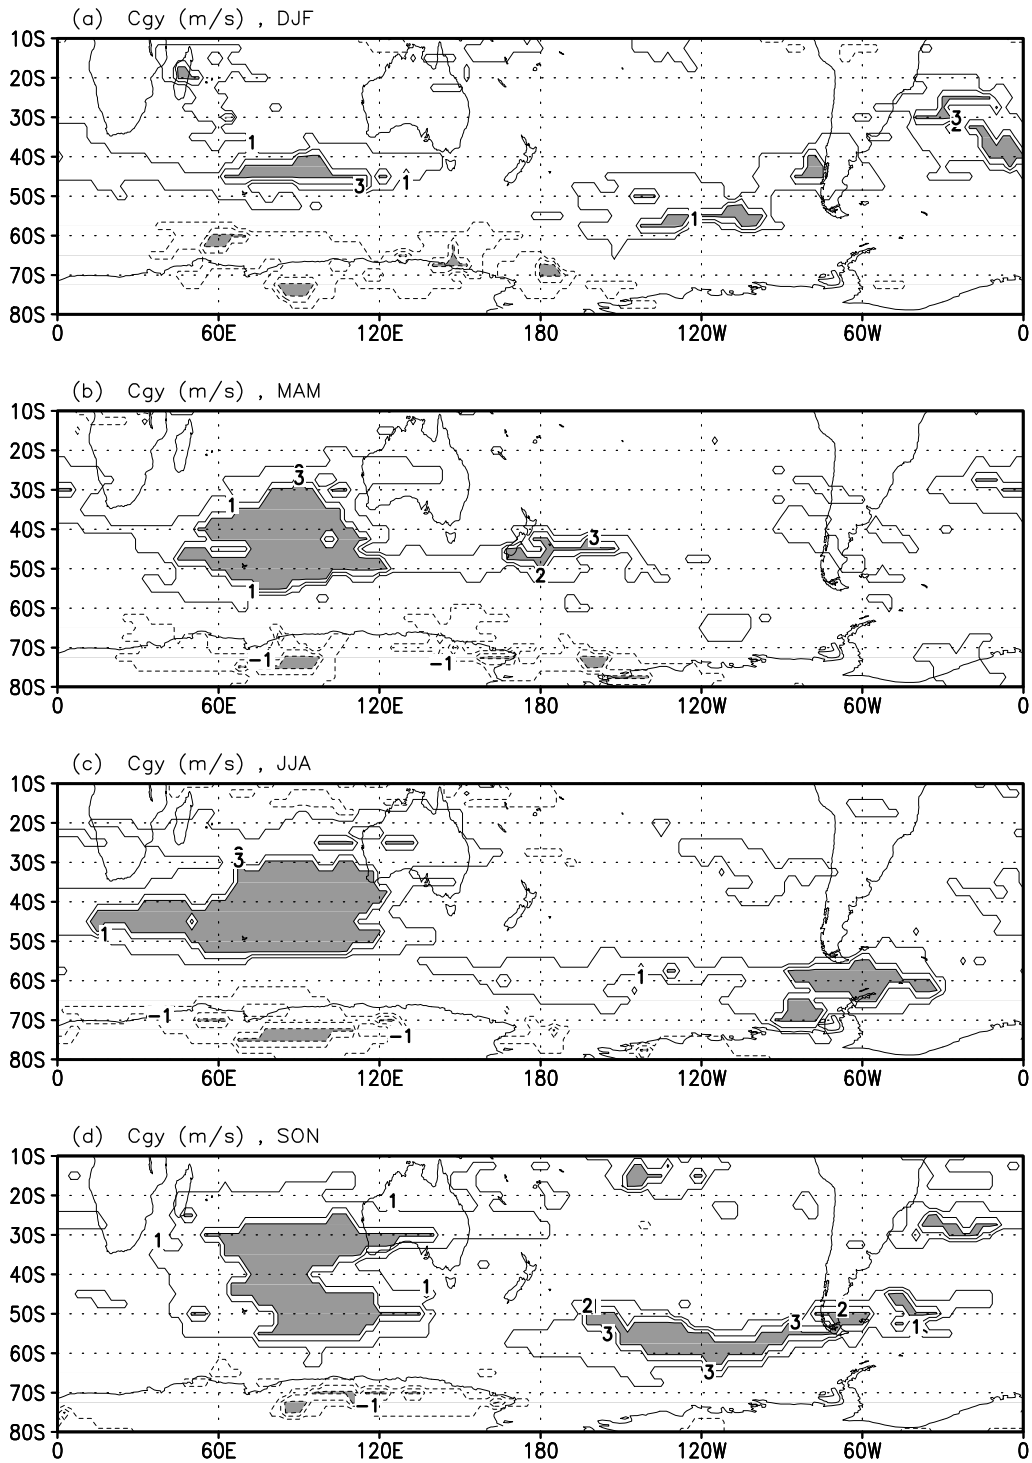 (a) Cgy (m/s) , DJF
10S
20S
30S
3
2
1
40S
3
1
50S
1
60S
70S
80S
0 60E 120E 180 120W 60W 0
(b) Cgy (m/s) , MAM
10S
20S
3
30S
1
40S
3
50S
2
1
60S
70S
-1 -1
80S
0 60E 120E 180 120W 60W 0
(c) Cgy (m/s) , JJA
10S
20S
30S
3
40S
1
50S
1
60S
70S
-1
-1
80S
0 60E 120E 180 120W 60W 0
(d) Cgy (m/s) , SON
10S
20S
1
30S
1
40S
1
50S
2 2
3 3 1
60S
3
70S
-1
80S
0 60E 120E 180 120W 60W 0